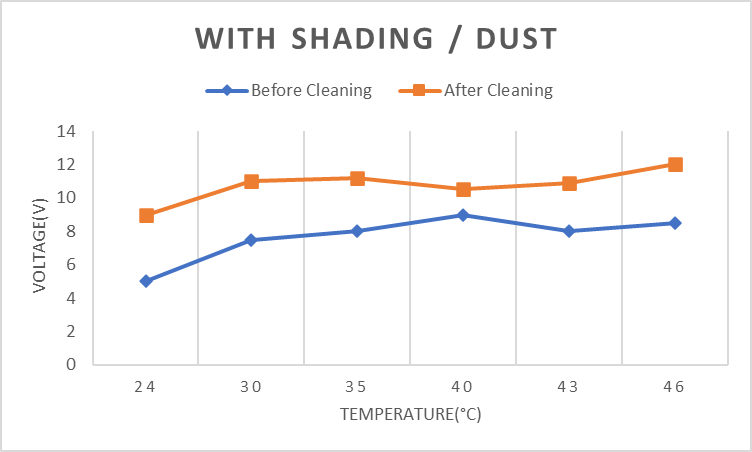 WITH SHADING / DUST
Before Cleaning After Cleaning
VOLTAGE(V)
14
12
10
8
6
4
2
0
24 30 35 40 43 46
TEMPERATURE(°C)